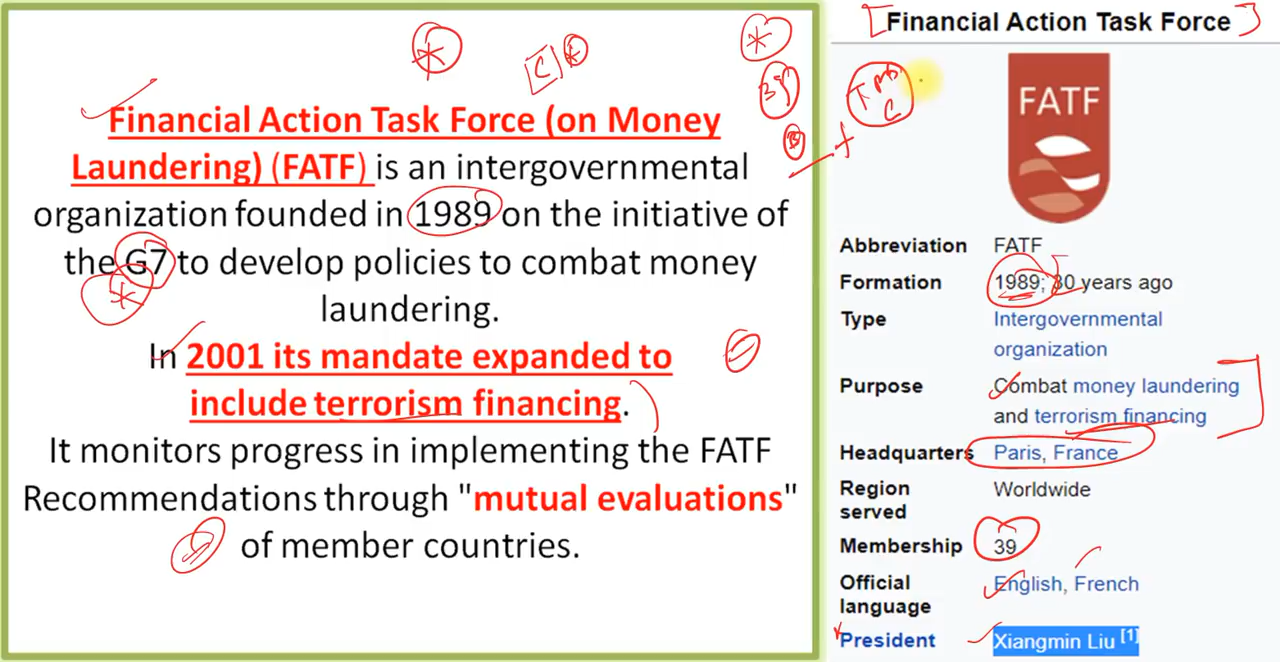 Financial Action Task Force (on Money
Laundering) (FATF) is an intergovernmental
organization founded in 1989 on the initiative of
the G7 to develop policies to combat money
laundering.
In 2001 its mandate expanded to
include terrorism financing.
It monitors progress in implementing the FATF
Recommendations through "mutual evaluations"
of member countries.
Financial Action Task Force
FATF
Abbreviation FATF
Formation 1989; 30 years ago
Type Intergovernmental
organization
Purpose Combat money laundering
and terrorism financing
Headquarters Paris, France
Region
served Worldwide
Membership 39
Official
language English, French
President Xiangmin Liu [1]